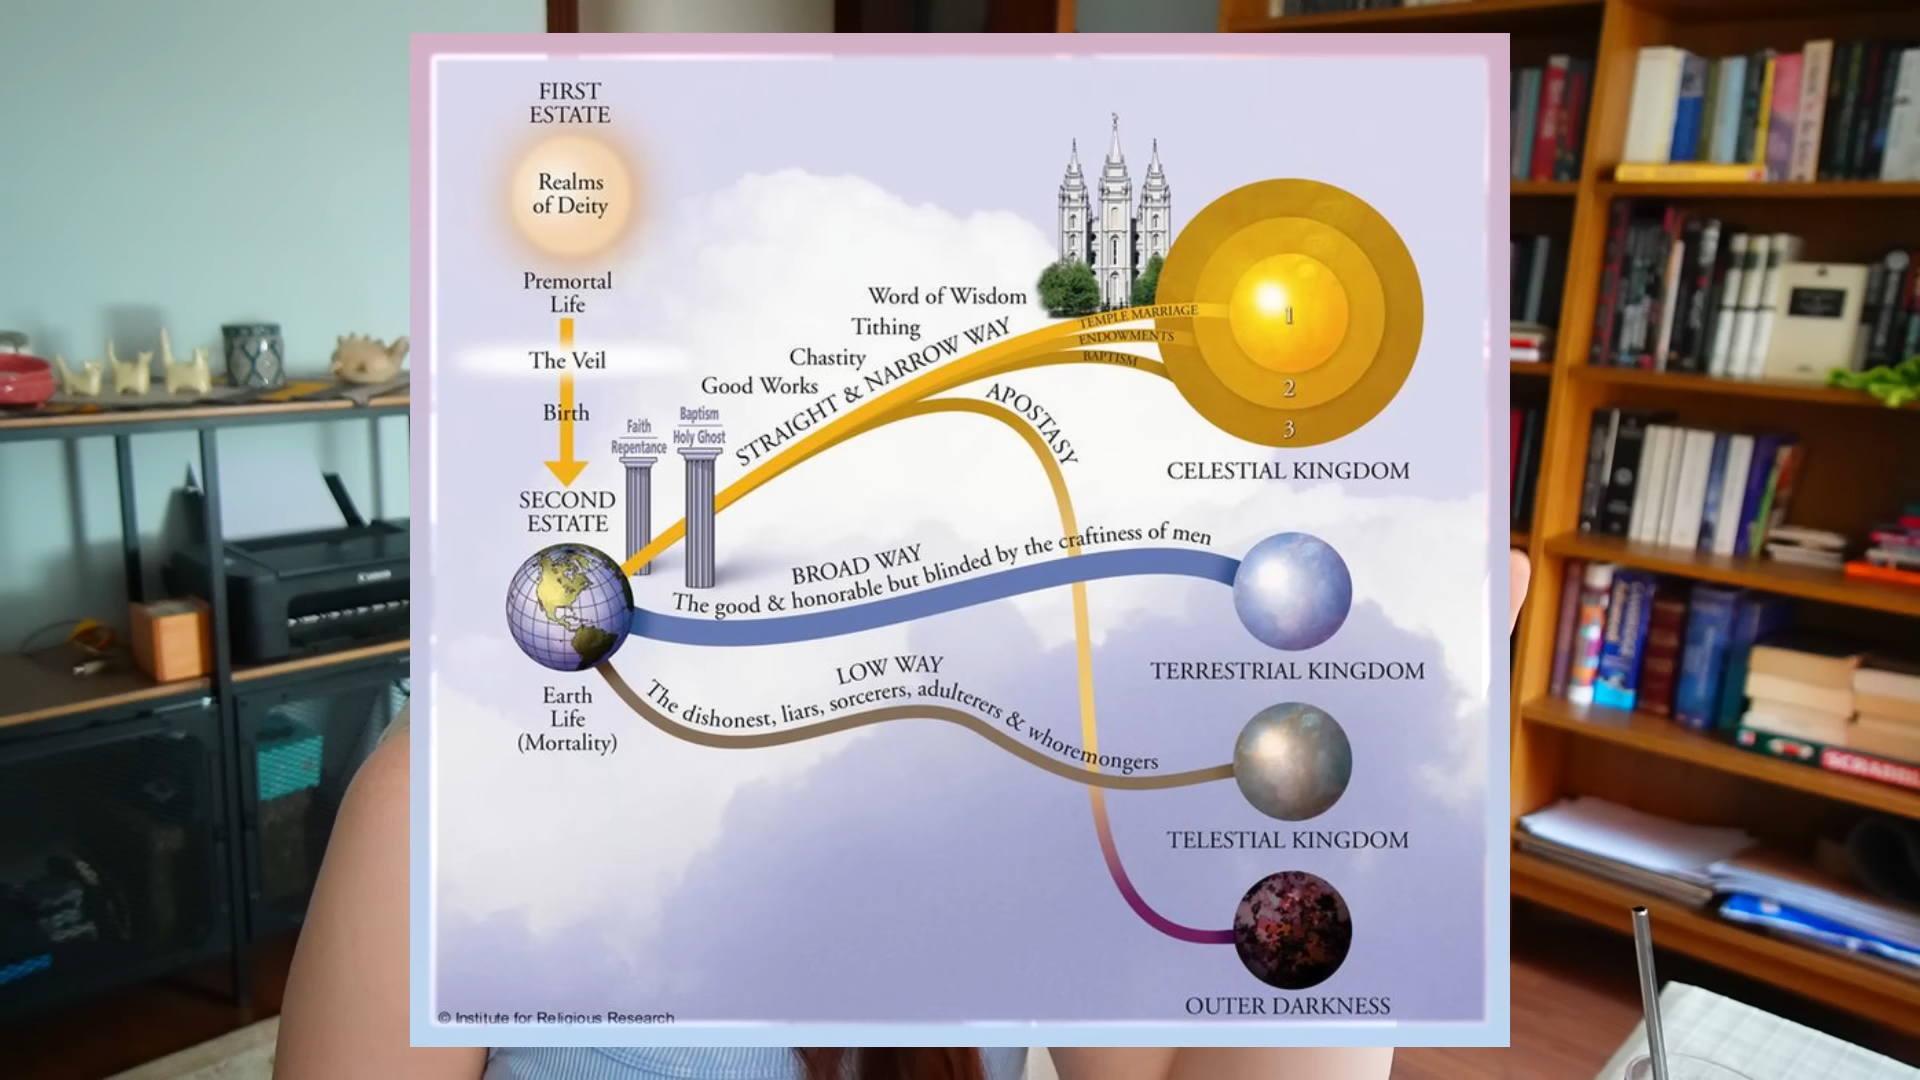 FIRST
ESTATE
Realms
of Deity
Premortal
Life
The Veil
Birth
SECOND
ESTATE
Earth
Life
(Mortality)
Faith
Repentance
Baptism
Holy Ghost
STRAIGHT & NARROW WAY
Good Works
Chastity
Tithing
Word of Wisdom
TEMPLE MARRIAGE
ENDOWMENTS
BAPTISM
1
2
3
CELESTIAL KINGDOM
APOSTASY
BROAD WAY
The good & honorable but blinded by the craftiness of men
TERRESTRIAL KINGDOM
LOW WAY
The dishonest, liars, sorcerers, adulterers & whoremongers
TELESTIAL KINGDOM
OUTER DARKNESS
© Institute for Religious Research
SCRABBLE